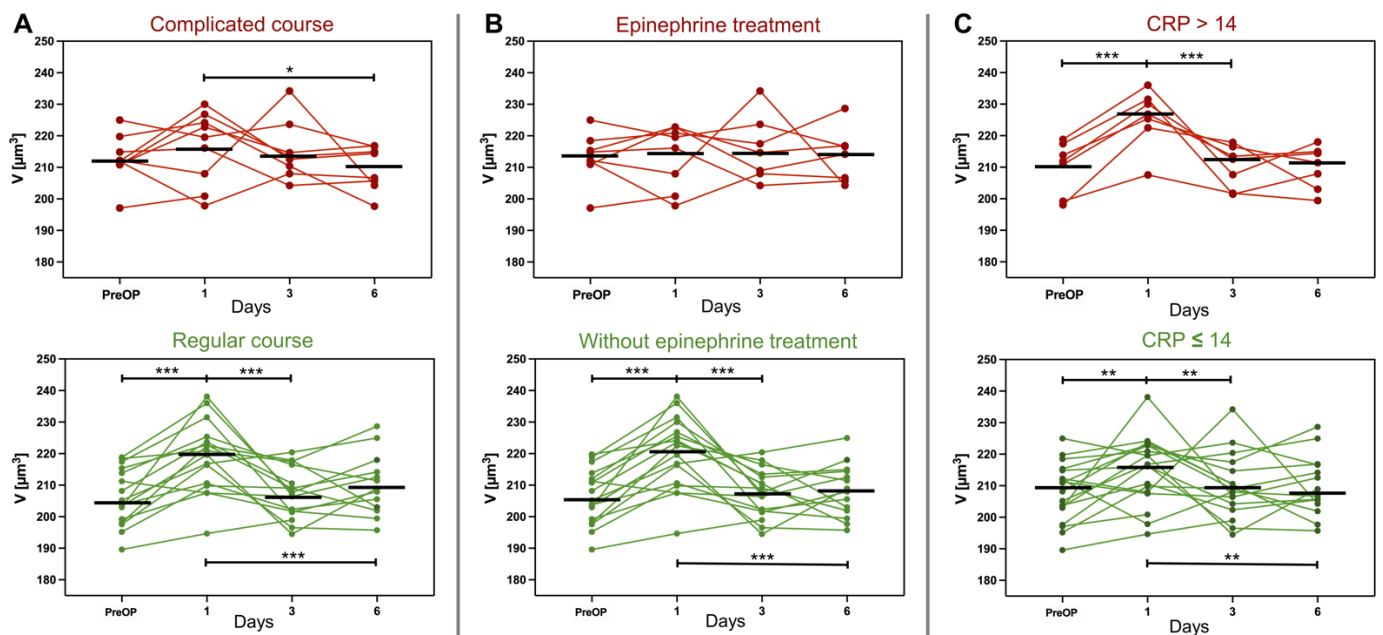 A
Complicated course
V [µm³]
250
240
230
220
210
200
190
180
*
PreOP
1
3
6
Days
Regular course
V [µm³]
250
240
230
220
210
200
190
180
***
***
***
PreOP
1
3
6
Days
B
Epinephrine treatment
V [µm³]
250
240
230
220
210
200
190
180
PreOP
1
3
6
Days
Without epinephrine treatment
V [µm³]
250
240
230
220
210
200
190
180
***
***
***
PreOP
1
3
6
Days
C
CRP > 14
V [µm³]
250
240
230
220
210
200
190
180
***
***
PreOP
1
3
6
Days
CRP ≤ 14
V [µm³]
250
240
230
220
210
200
190
180
**
**
**
PreOP
1
3
6
Days